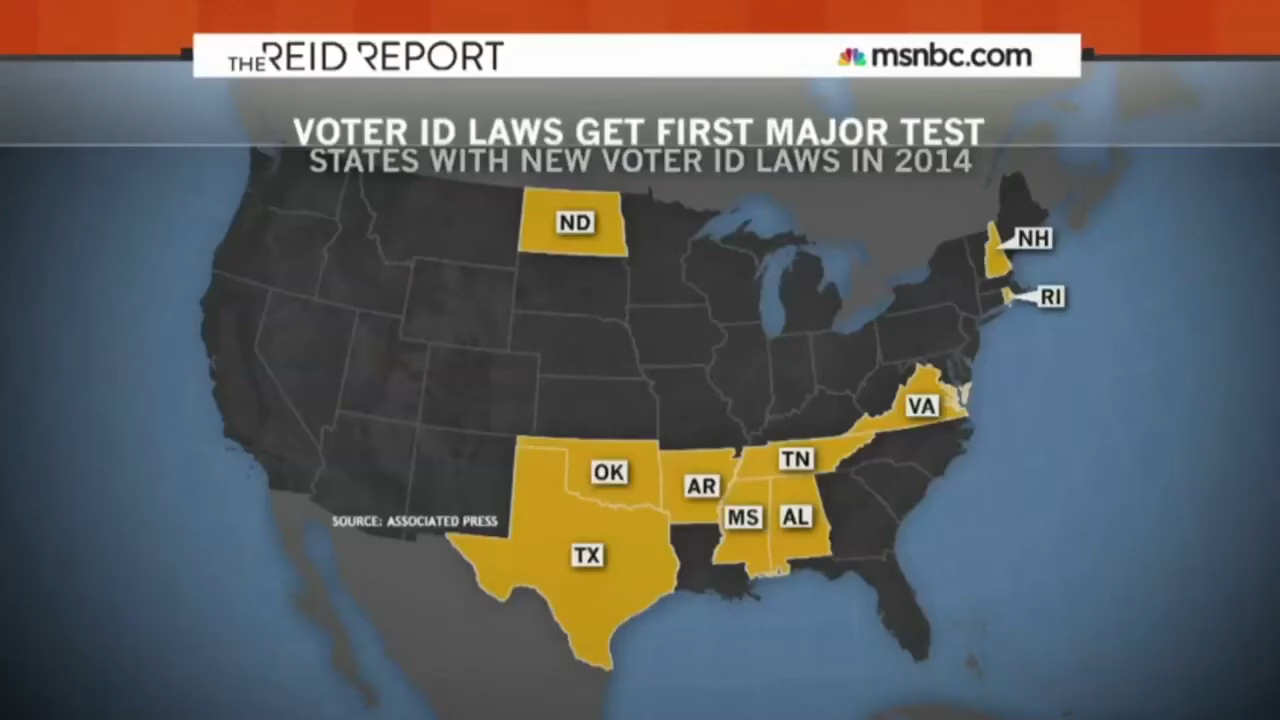 THE REID REPORT
msnbc.com
VOTER ID LAWS GET FIRST MAJOR TEST
STATES WITH NEW VOTER ID LAWS IN 2014
ND
NH
RI
VA
TN
OK
AR
MS
AL
SOURCE: ASSOCIATED PRESS
TX